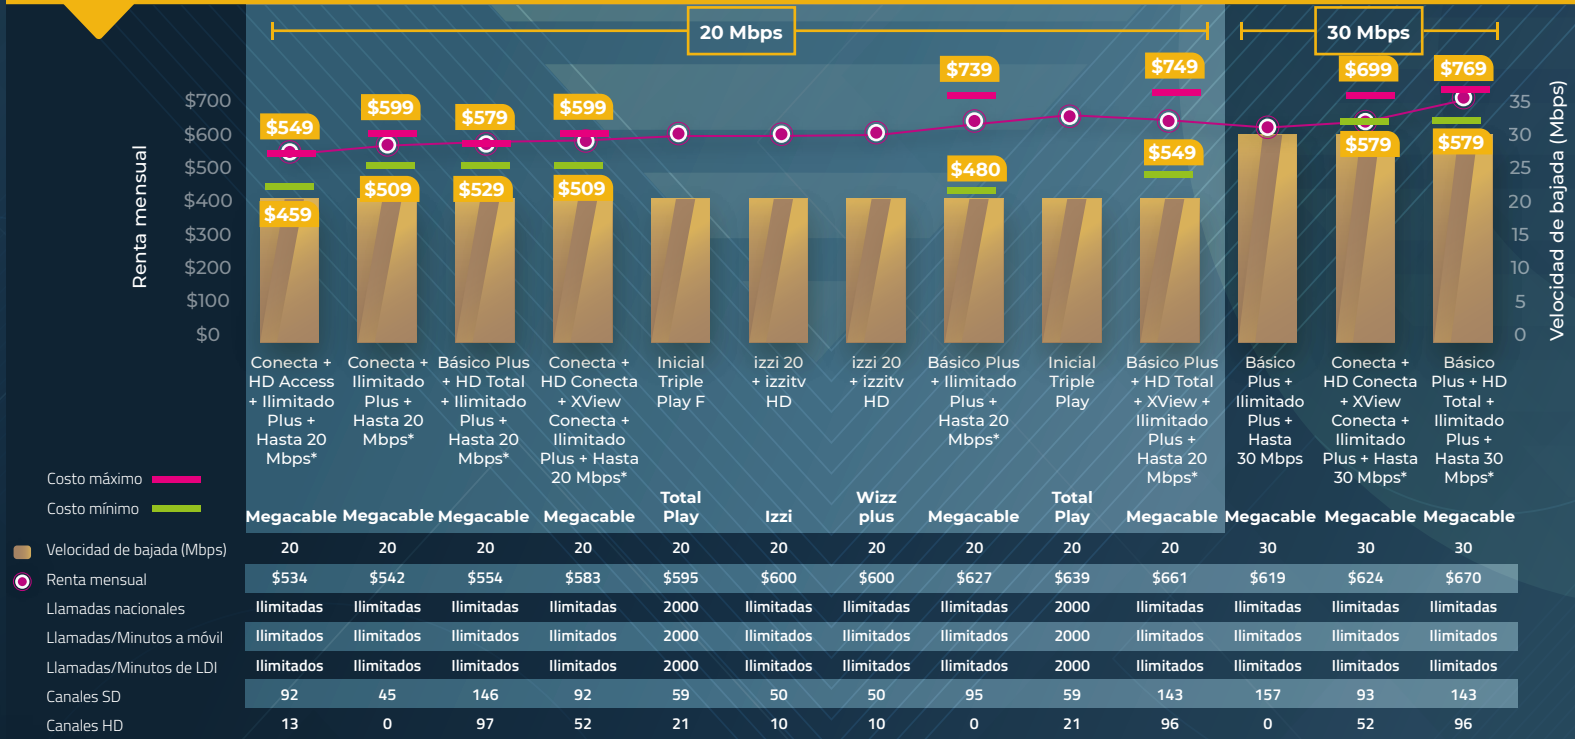 20 Mbps
30 Mbps
$739
$749
$699
$769
$549
$599
$579
$599
$480
$549
$579
$579
$459
$509
$529
$509
Renta mensual
$700
$600
$500
$400
$300
$200
$100
$0
Velocidad de bajada (Mbps)
35
30
25
20
15
10
5
0
Conecta +
HD Access
+ Ilimitado
Plus +
Hasta 20
Mbps*
Conecta +
Ilimitado
Plus +
Hasta 20
Mbps*
Básico Plus
+ HD Total
+ Ilimitado
Plus +
Hasta 20
Mbps*
Conecta +
HD Conecta
+ XView
Conecta +
Ilimitado
Plus + Hasta
20 Mbps*
Inicial
Triple
Play F
izzi 20
+ izzitv
HD
izzi 20
+ izzitv
HD
Básico Plus
+ Ilimitado
Plus +
Hasta 20
Mbps*
Inicial
Triple
Play
Básico Plus
+ HD Total
+ XView +
Ilimitado
Plus +
Hasta 20
Mbps*
Básico
Plus +
Ilimitado
Plus +
Hasta
30 Mbps
Conecta +
HD Conecta
+ XView
Conecta +
Ilimitado
Plus + Hasta
30 Mbps*
Básico
Plus + HD
Total +
Ilimitado
Plus +
Hasta 30
Mbps*
Costo máximo
Costo mínimo
Megacable Megacable Megacable Megacable Total Play Izzi Wizz plus Megacable Total Play Megacable Megacable Megacable Megacable
Velocidad de bajada (Mbps) 20 20 20 20 20 20 20 20 20 20 30 30 30
Renta mensual $534 $542 $554 $583 $595 $600 $600 $627 $639 $661 $619 $624 $670
Llamadas nacionales Ilimitadas Ilimitadas Ilimitadas Ilimitadas 2000 Ilimitadas Ilimitadas Ilimitadas 2000 Ilimitadas Ilimitadas Ilimitadas Ilimitadas
Llamadas/Minutos a móvil Ilimitados Ilimitados Ilimitados Ilimitados 2000 Ilimitados Ilimitados Ilimitados 2000 Ilimitados Ilimitados Ilimitados Ilimitados
Llamadas/Minutos de LDI Ilimitados Ilimitados Ilimitados Ilimitados 2000 Ilimitados Ilimitados Ilimitados 2000 Ilimitados Ilimitados Ilimitados Ilimitados
Canales SD 92 45 146 92 59 50 50 95 59 143 157 93 143
Canales HD 13 0 97 52 21 10 10 0 21 96 0 52 96